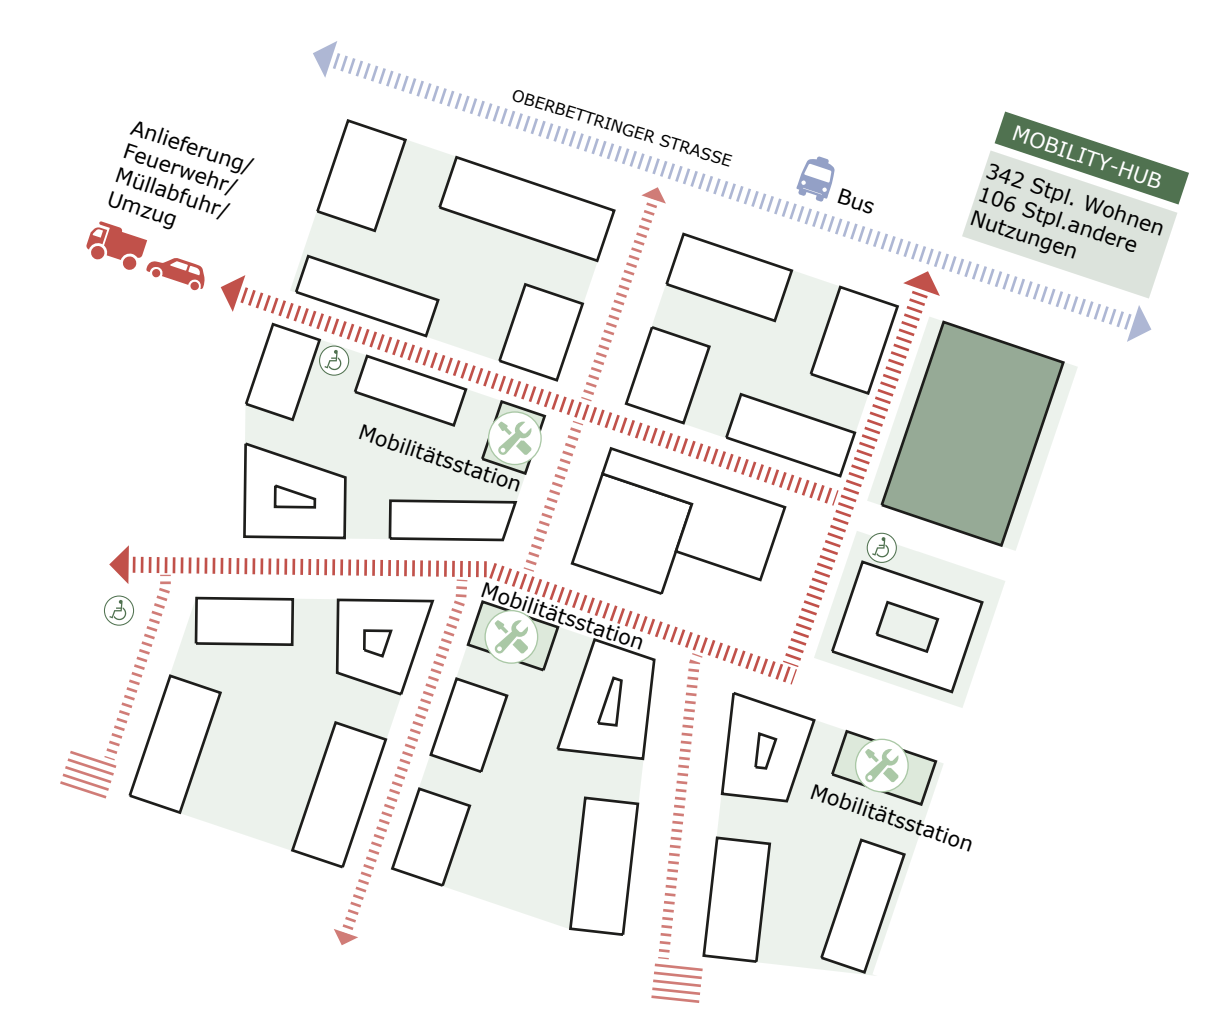 OBERBETTRINGER STRASSE
Anlieferung/
Feuerwehr/
Müllabfuhr/
Umzug
Bus
MOBILITY-HUB
342 Stpl. Wohnen
106 Stpl.andere
Nutzungen
Mobilitätsstation
Mobilitätsstation
Mobilitätsstation